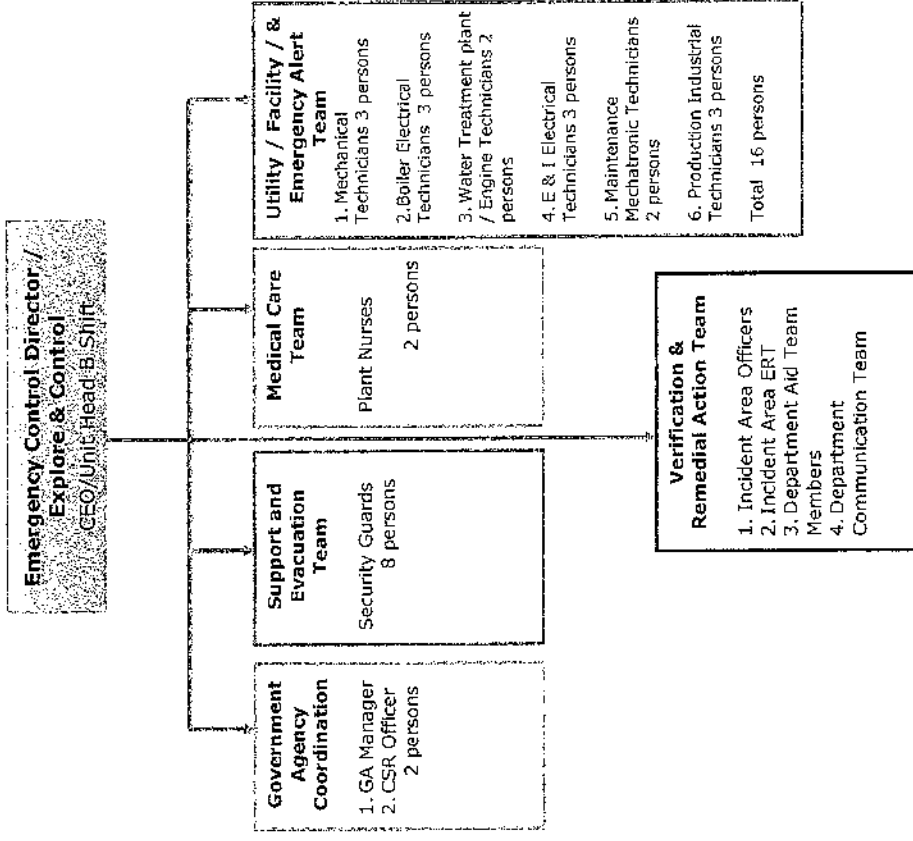 Emergency Control Director /
Explore & Control
CEO/Unit Head B Shift
Government
Agency
Coordination
1. GA Manager
2. CSR Officer
2 persons
Support and
Evacuation
Team
Security Guards
8 persons
Medical Care
Team
Plant Nurses
2 persons
Utility / Facility / &
Emergency Alert
Team
1. Mechanical
Technicians 3 persons
2.Boiler Electrical
Technicians 3 persons
3. Water Treatment plant
/ Engine Technicians 2
persons
4. E & I Electrical
Technicians 3 persons
5. Maintenance
Mechatronic Technicians
2 persons
6. Production Industrial
Technicians 3 persons
Total 16 persons
Verification &
Remedial Action Team
1. Incident Area Officers
2. Incident Area ERT
3. Department Aid Team
Members
4. Department
Communication Team